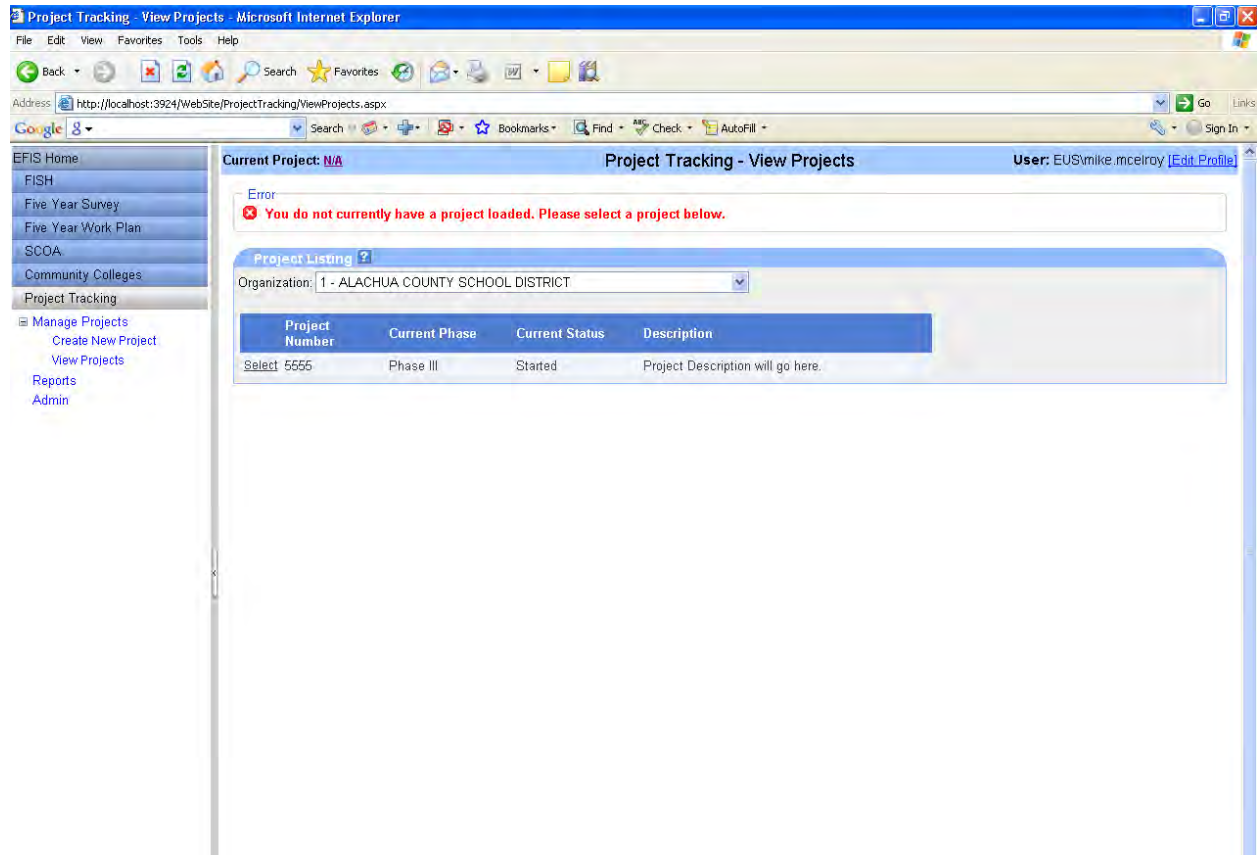 Project Tracking - View Projects - Microsoft Internet Explorer
File Edit View Favorites Tools Help
Back Search Favorites
Address http://localhost:3924/WebSite/ProjectTracking/ViewProjects.aspx Go Links
Google Search Bookmarks Find Check AutoFill Sign In
EFIS Home
FISH
Five Year Survey
Five Year Work Plan
SCOA
Community Colleges
Project Tracking
Manage Projects
Create New Project
View Projects
Reports
Admin
Current Project: N/A Project Tracking - View Projects User: EUS\mike.mcelroy [Edit Profile]
Error
You do not currently have a project loaded. Please select a project below.
Project Listing ?
Organization: 1 - ALACHUA COUNTY SCHOOL DISTRICT
Project Number Current Phase Current Status Description
Select 5555 Phase III Started Project Description will go here.